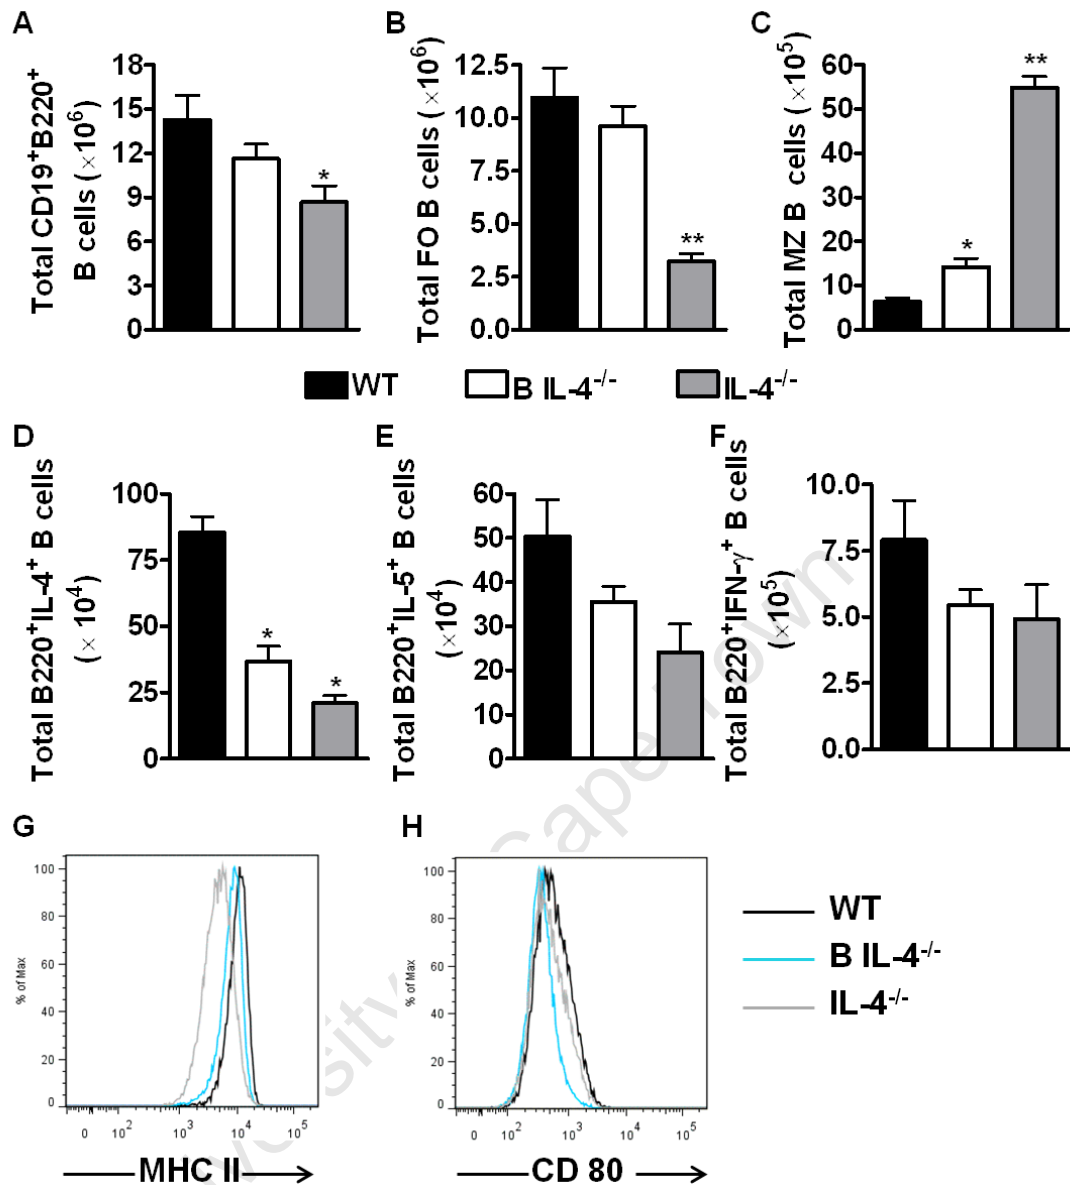 A
B
C
Total CD19⁺B220⁺
B cells (×10⁶)
18
15
12
9
6
3
0
*
Total FO B cells (×10⁶)
12.5
10.0
7.5
5.0
2.5
0.0
**
Total MZ B cells (×10⁵)
60
50
40
30
20
10
0
*
**
WT
B IL-4⁻/⁻
IL-4⁻/⁻
D
E
F
Total B220⁺IL-4⁺ B cells
(× 10⁴)
100
75
50
25
0
*
*
Total B220⁺IL-5⁺ B cells
(×10⁴)
60
50
40
30
20
10
0
Total B220⁺IFN-γ⁺ B cells
(×10⁵)
10.0
7.5
5.0
2.5
0.0
G
H
% of Max
100
80
60
40
20
0
0 10² 10³ 10⁴ 10⁵
MHC II
% of Max
100
80
60
40
20
0
0 10² 10³ 10⁴ 10⁵
CD 80
WT
B IL-4⁻/⁻
IL-4⁻/⁻